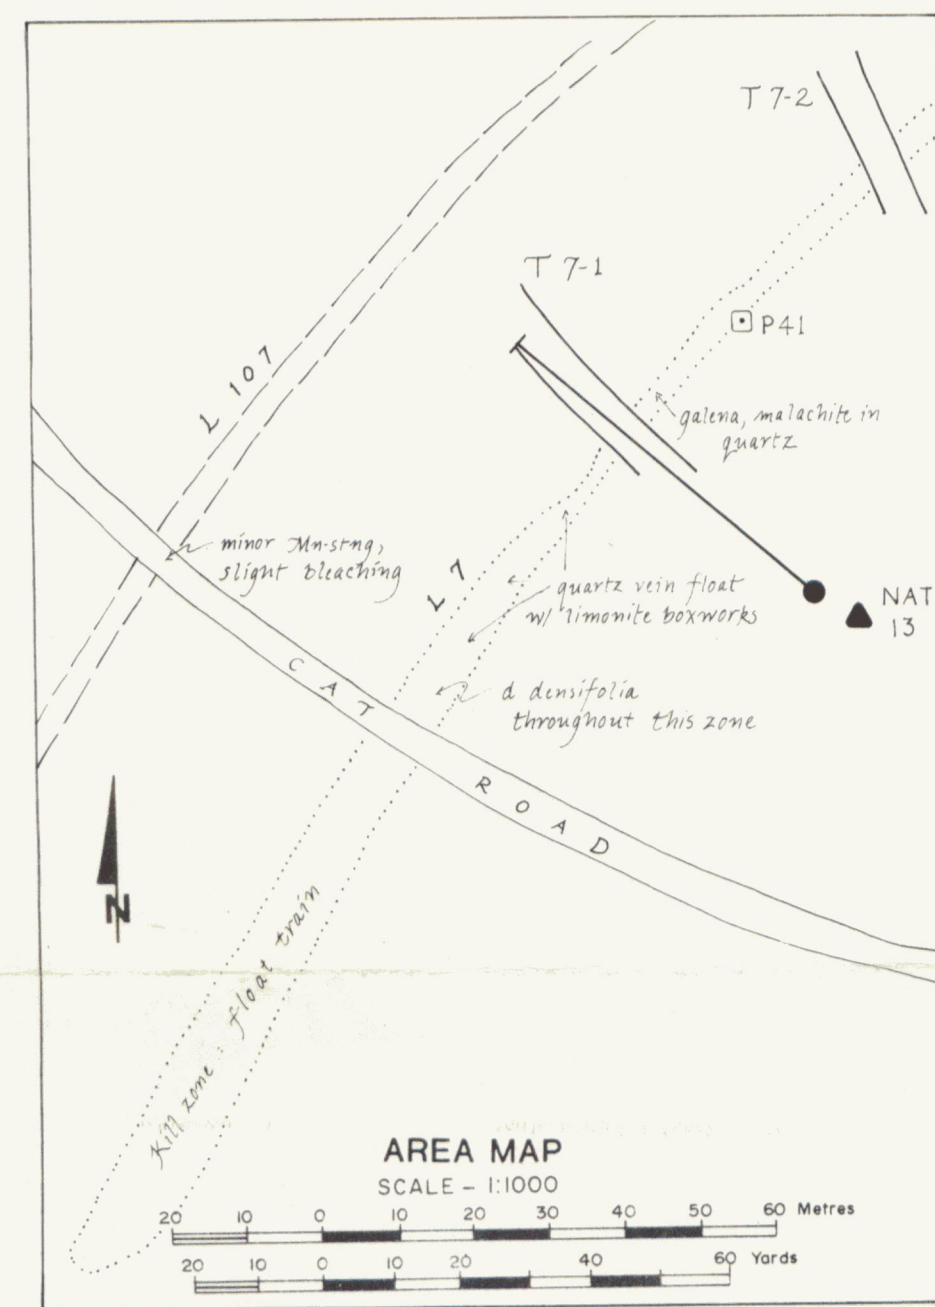 T 7-2
T 7-1
P41
L 107
galena, malachite in
quartz
minor Mn-stng,
slight bleaching
L 7
quartz vein float
w/ limonite boxworks
NAT
13
d densifolia
throughout this zone
CAT ROAD
N
Kill zone : float train
AREA MAP
SCALE - 1:1000
20 10 0 10 20 30 40 50 60 Metres
20 10 0 10 20 40 60 Yards